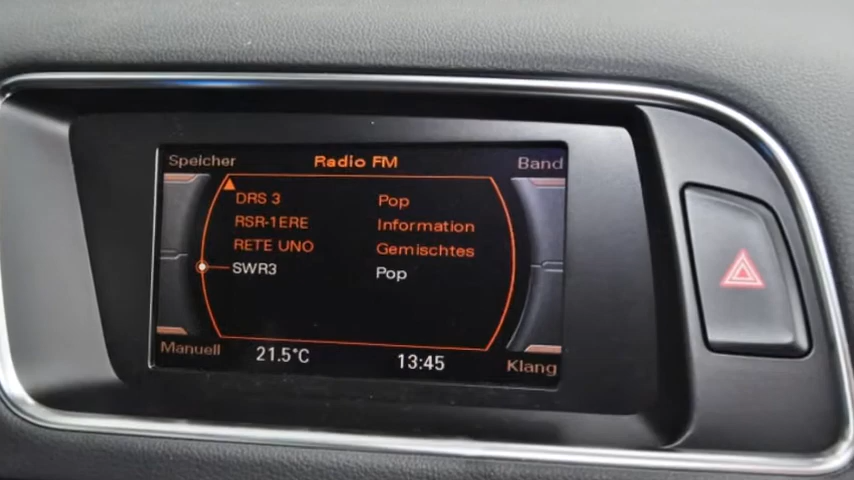 Speicher Radio FM Band
DRS 3 Pop
RSR-1ERE Information
RETE UNO Gemischtes
SWR3 Pop
Manuell 21.5°C 13:45 Klang